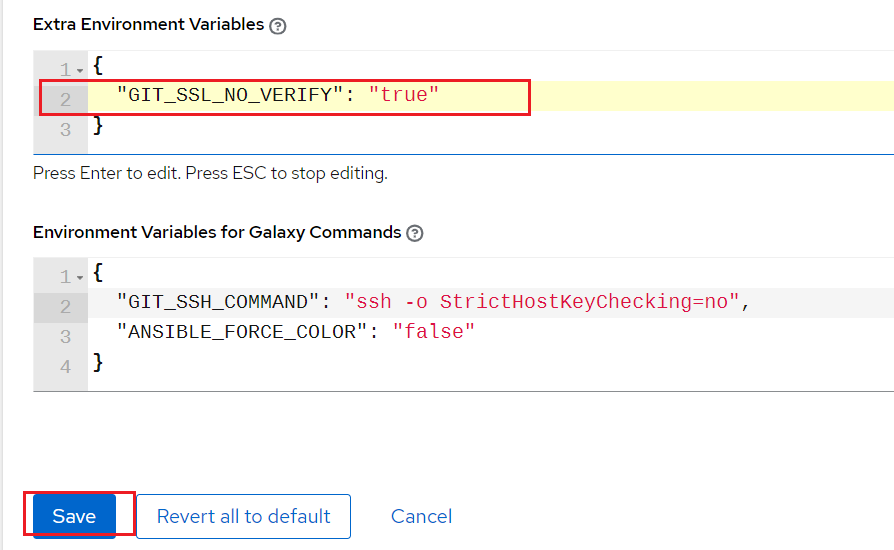 Extra Environment Variables ?
1 {
2 "GIT_SSL_NO_VERIFY": "true"
3 }
Press Enter to edit. Press ESC to stop editing.
Environment Variables for Galaxy Commands ?
1 {
2 "GIT_SSH_COMMAND": "ssh -o StrictHostKeyChecking=no",
3 "ANSIBLE_FORCE_COLOR": "false"
4 }
Save Revert all to default Cancel